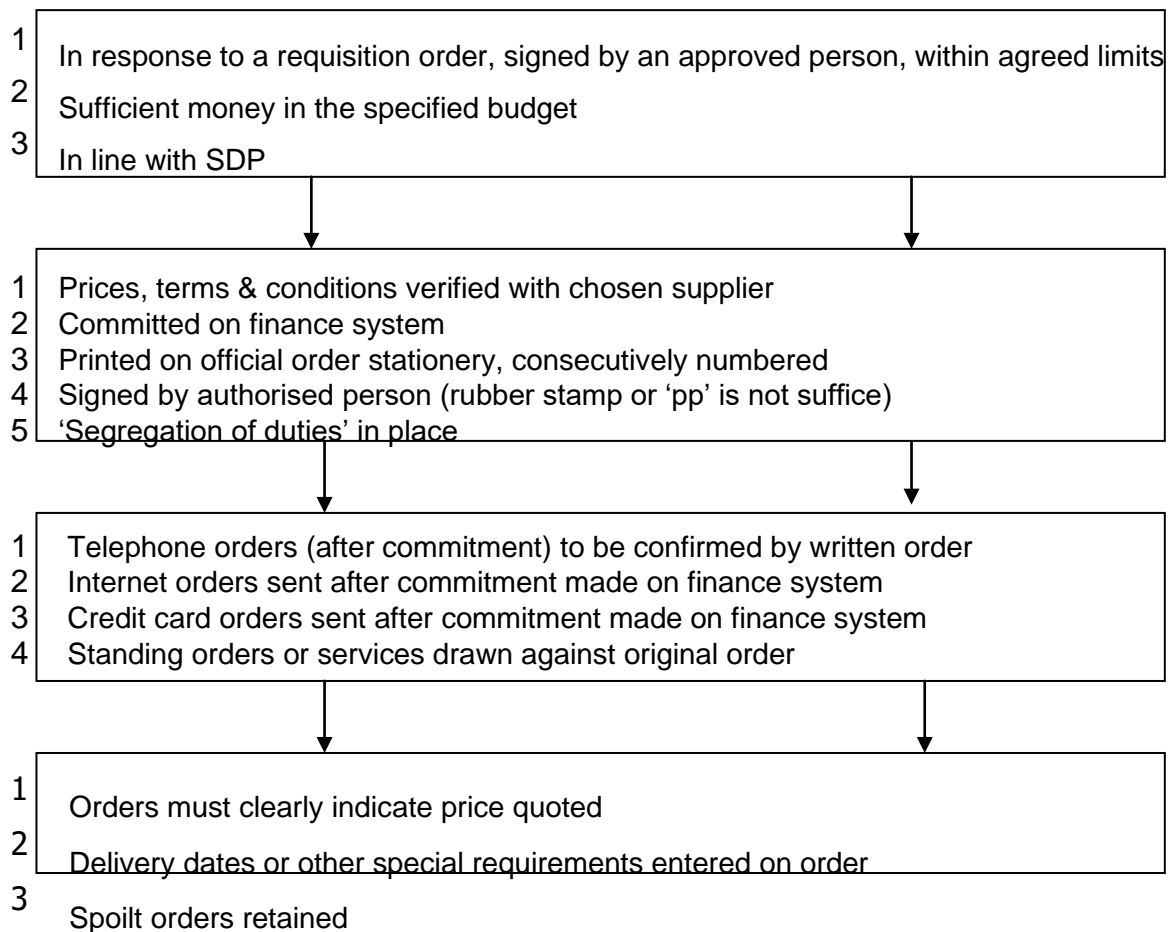 1 In response to a requisition order, signed by an approved person, within agreed limits
2 Sufficient money in the specified budget
3 In line with SDP
1 Prices, terms & conditions verified with chosen supplier
2 Committed on finance system
3 Printed on official order stationery, consecutively numbered
4 Signed by authorised person (rubber stamp or ‘pp’ is not suffice)
5 ‘Segregation of duties’ in place
1 Telephone orders (after commitment) to be confirmed by written order
2 Internet orders sent after commitment made on finance system
3 Credit card orders sent after commitment made on finance system
4 Standing orders or services drawn against original order
1 Orders must clearly indicate price quoted
2 Delivery dates or other special requirements entered on order
3 Spoilt orders retained